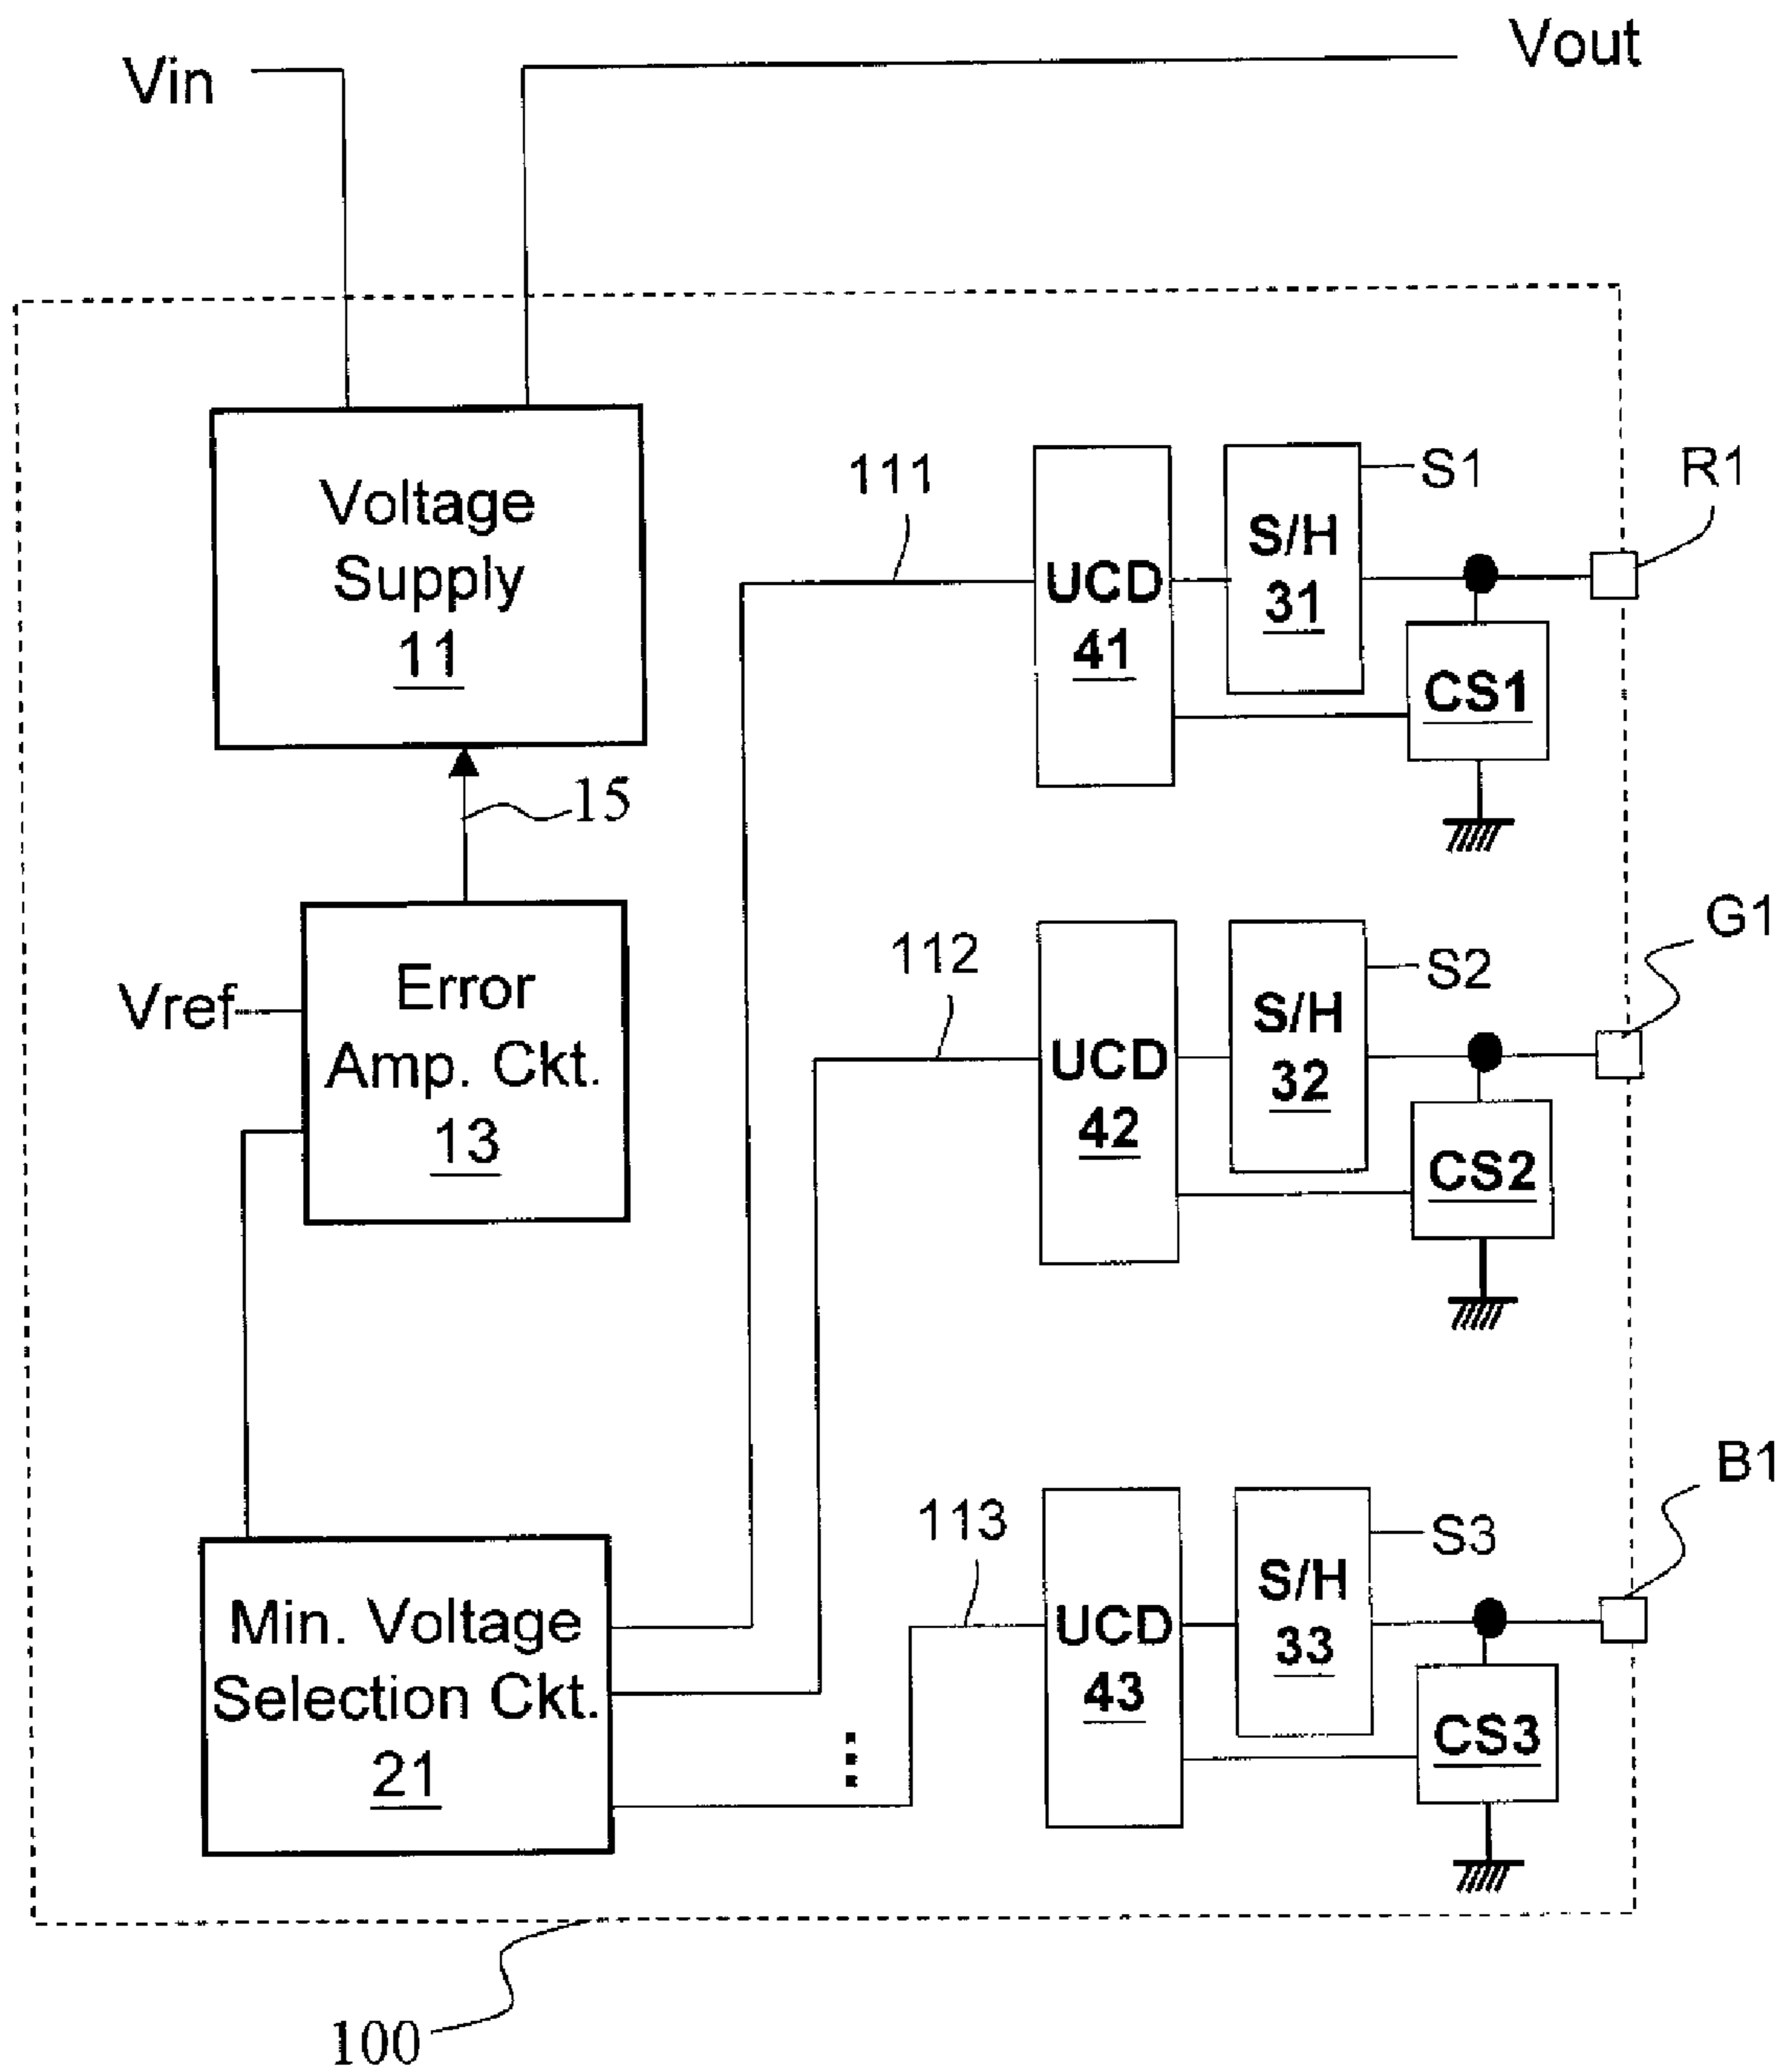 Vin
Vout
Voltage
Supply
11
111
UCD
41
S/H
31
S1
R1
CS1
15
Vref
Error
Amp. Ckt.
13
112
UCD
42
S/H
32
S2
G1
CS2
Min. Voltage
Selection Ckt.
21
113
UCD
43
S/H
33
S3
B1
CS3
100